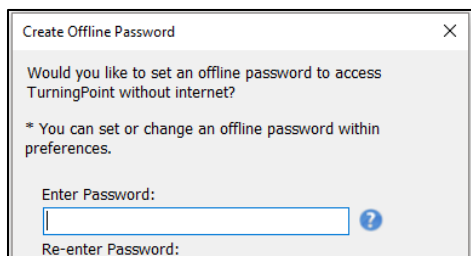 Create Offline Password
Would you like to set an offline password to access
TurningPoint without internet?
* You can set or change an offline password within
preferences.
Enter Password:
?
Re-enter Password: